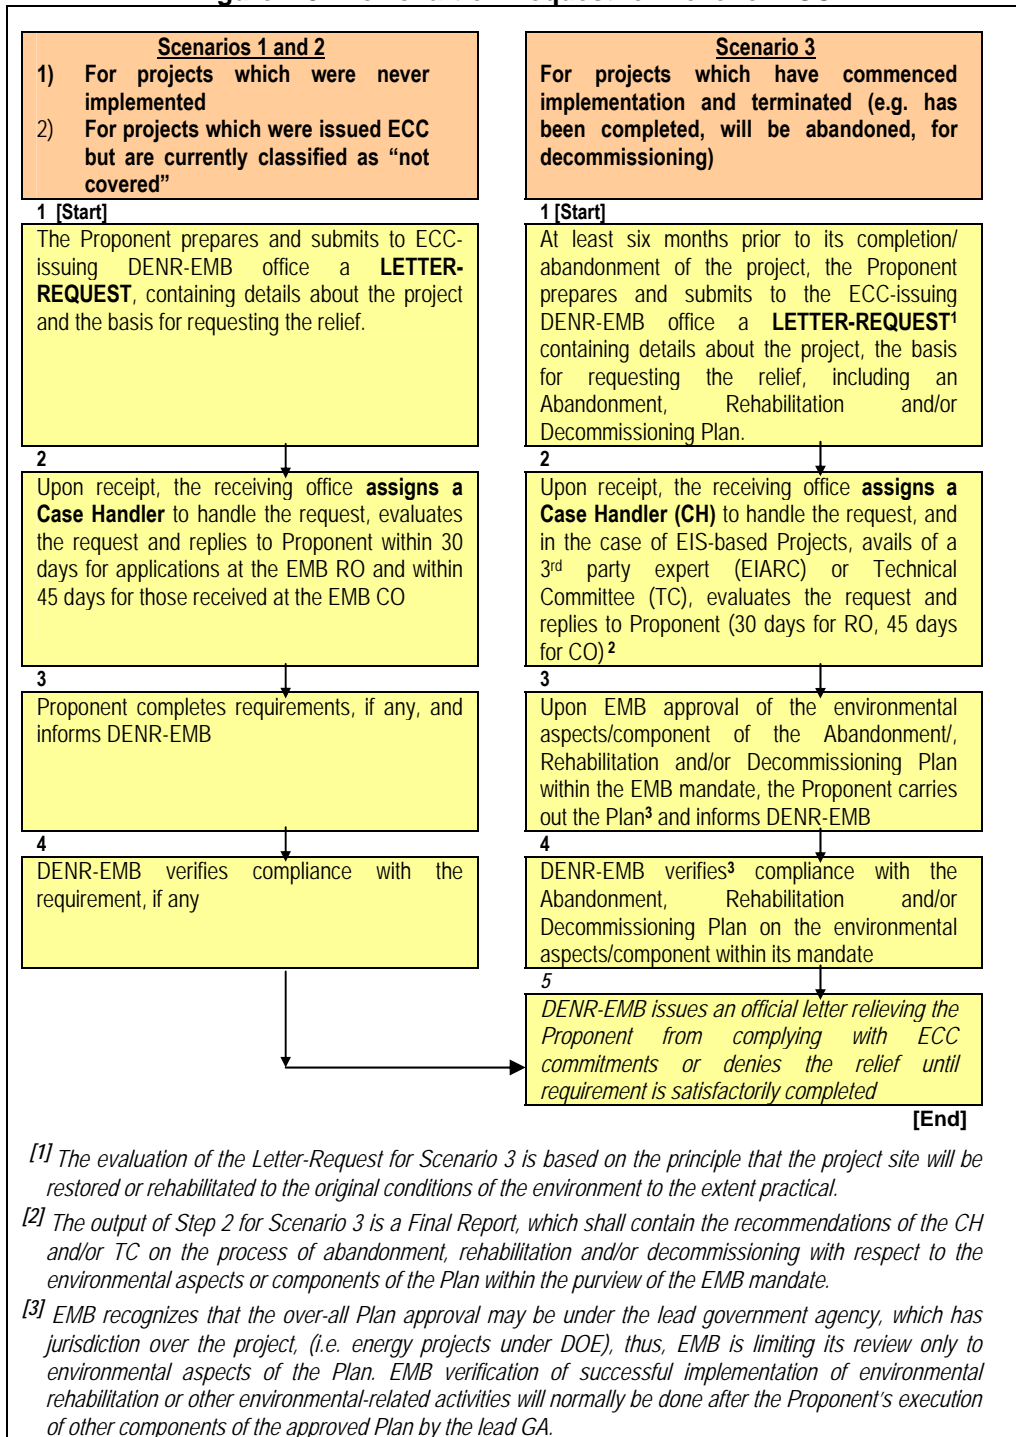 Scenarios 1 and 2
1) For projects which were never
implemented
2) For projects which were issued ECC
but are currently classified as “not
covered”
1 [Start]
The Proponent prepares and submits to ECC-
issuing DENR-EMB office a LETTER-
REQUEST, containing details about the project
and the basis for requesting the relief.
2
Upon receipt, the receiving office assigns a
Case Handler to handle the request, evaluates
the request and replies to Proponent within 30
days for applications at the EMB RO and within
45 days for those received at the EMB CO
3
Proponent completes requirements, if any, and
informs DENR-EMB
4
DENR-EMB verifies compliance with the
requirement, if any
Scenario 3
For projects which have commenced
implementation and terminated (e.g. has
been completed, will be abandoned, for
decommissioning)
1 [Start]
At least six months prior to its completion/
abandonment of the project, the Proponent
prepares and submits to the ECC-issuing
DENR-EMB office a LETTER-REQUEST1
containing details about the project, the basis
for requesting the relief, including an
Abandonment, Rehabilitation and/or
Decommissioning Plan.
2
Upon receipt, the receiving office assigns a
Case Handler (CH) to handle the request, and
in the case of EIS-based Projects, avails of a
3rd party expert (EIARC) or Technical
Committee (TC), evaluates the request and
replies to Proponent (30 days for RO, 45 days
for CO) 2
3
Upon EMB approval of the environmental
aspects/component of the Abandonment/,
Rehabilitation and/or Decommissioning Plan
within the EMB mandate, the Proponent carries
out the Plan3 and informs DENR-EMB
4
DENR-EMB verifies3 compliance with the
Abandonment, Rehabilitation and/or
Decommissioning Plan on the environmental
aspects/component within its mandate
5
DENR-EMB issues an official letter relieving the
Proponent from complying with ECC
commitments or denies the relief until
requirement is satisfactorily completed
[End]
[1] The evaluation of the Letter-Request for Scenario 3 is based on the principle that the project site will be
restored or rehabilitated to the original conditions of the environment to the extent practical.
[2] The output of Step 2 for Scenario 3 is a Final Report, which shall contain the recommendations of the CH
and/or TC on the process of abandonment, rehabilitation and/or decommissioning with respect to the
environmental aspects or components of the Plan within the purview of the EMB mandate.
[3] EMB recognizes that the over-all Plan approval may be under the lead government agency, which has
jurisdiction over the project, (i.e. energy projects under DOE), thus, EMB is limiting its review only to
environmental aspects of the Plan. EMB verification of successful implementation of environmental
rehabilitation or other environmental-related activities will normally be done after the Proponent's execution
of other components of the approved Plan by the lead GA.